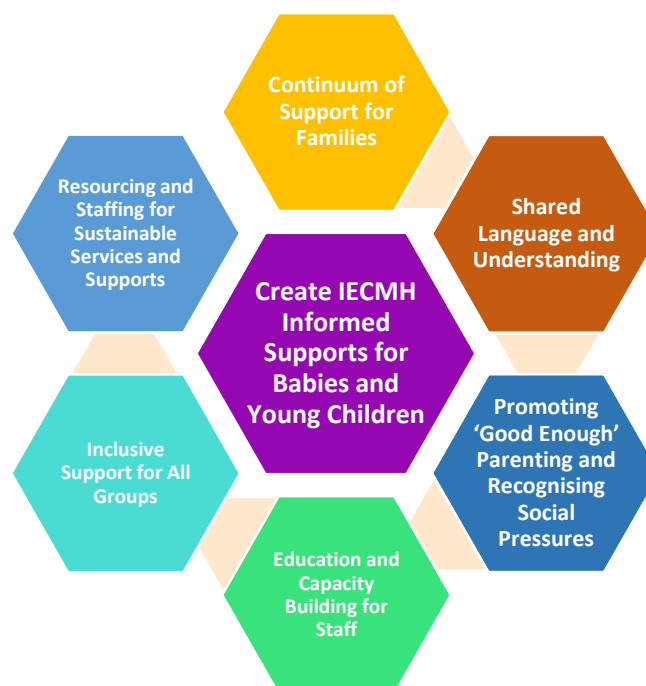 Continuum of
Support for
Families
Shared
Language and
Understanding
Promoting
‘Good Enough’
Parenting and
Recognising
Social
Pressures
Education and
Capacity
Building for
Staff
Inclusive
Support for All
Groups
Resourcing and
Staffing for
Sustainable
Services and
Supports
Create IECMH
Informed
Supports for
Babies and
Young Children